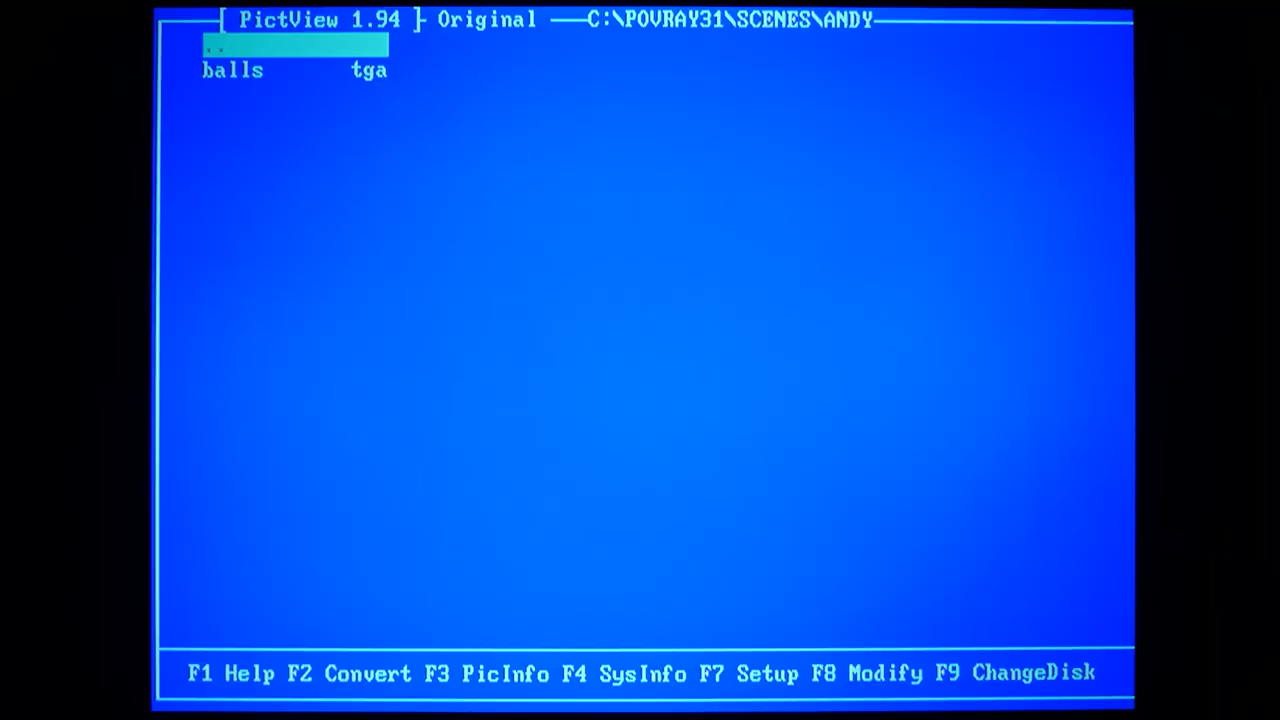 [ PictView 1.94 ] Original C:\POVRAY31\SCENES\ANDY
..
balls tga
F1 Help F2 Convert F3 PicInfo F4 SysInfo F7 Setup F8 Modify F9 ChangeDisk